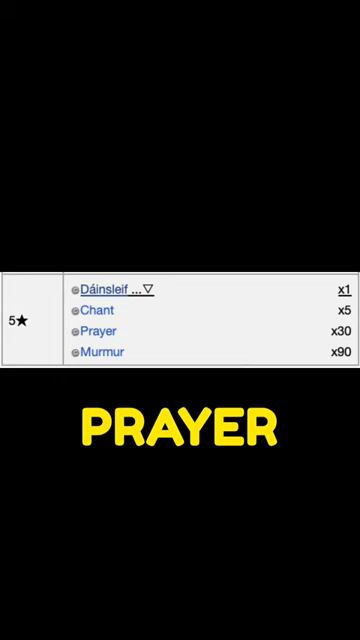 5★
Dáinsleif ...▽ x1
Chant x5
Prayer x30
Murmur x90
PRAYER